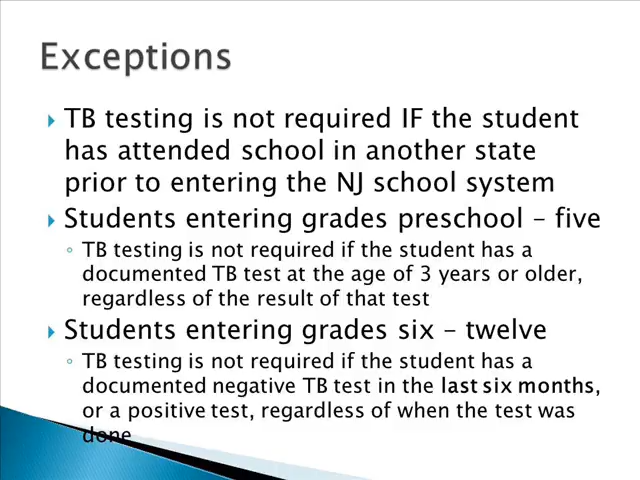 Exceptions
TB testing is not required IF the student
has attended school in another state
prior to entering the NJ school system
Students entering grades preschool – five
TB testing is not required if the student has a
documented TB test at the age of 3 years or older,
regardless of the result of that test
Students entering grades six – twelve
TB testing is not required if the student has a
documented negative TB test in the last six months,
or a positive test, regardless of when the test was
done